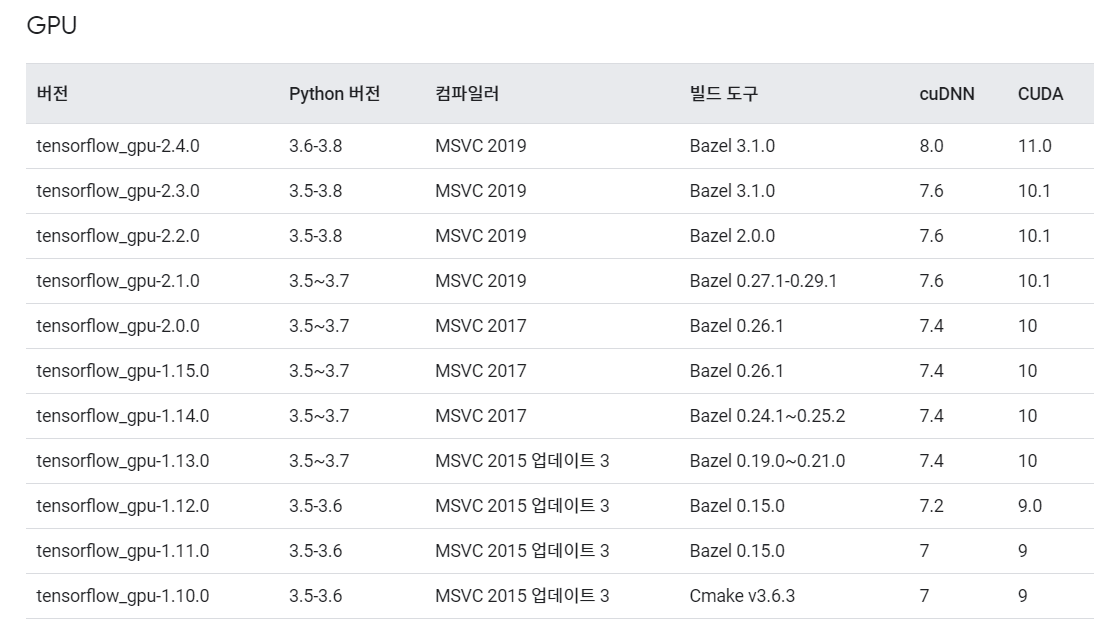 GPU
버전 Python 버전 컴파일러 빌드 도구 cuDNN CUDA
tensorflow_gpu-2.4.0 3.6-3.8 MSVC 2019 Bazel 3.1.0 8.0 11.0
tensorflow_gpu-2.3.0 3.5-3.8 MSVC 2019 Bazel 3.1.0 7.6 10.1
tensorflow_gpu-2.2.0 3.5-3.8 MSVC 2019 Bazel 2.0.0 7.6 10.1
tensorflow_gpu-2.1.0 3.5~3.7 MSVC 2019 Bazel 0.27.1-0.29.1 7.6 10.1
tensorflow_gpu-2.0.0 3.5~3.7 MSVC 2017 Bazel 0.26.1 7.4 10
tensorflow_gpu-1.15.0 3.5~3.7 MSVC 2017 Bazel 0.26.1 7.4 10
tensorflow_gpu-1.14.0 3.5~3.7 MSVC 2017 Bazel 0.24.1~0.25.2 7.4 10
tensorflow_gpu-1.13.0 3.5~3.7 MSVC 2015 업데이트 3 Bazel 0.19.0~0.21.0 7.4 10
tensorflow_gpu-1.12.0 3.5-3.6 MSVC 2015 업데이트 3 Bazel 0.15.0 7.2 9.0
tensorflow_gpu-1.11.0 3.5-3.6 MSVC 2015 업데이트 3 Bazel 0.15.0 7 9
tensorflow_gpu-1.10.0 3.5-3.6 MSVC 2015 업데이트 3 Cmake v3.6.3 7 9